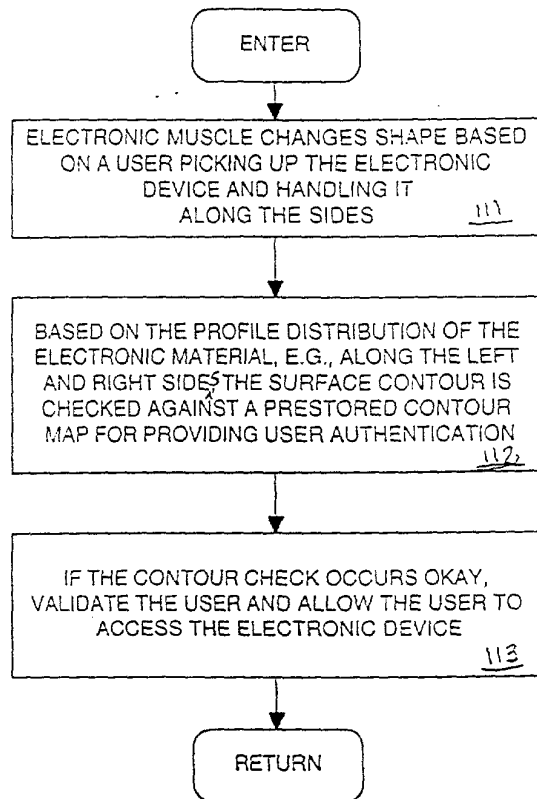 ENTER
ELECTRONIC MUSCLE CHANGES SHAPE BASED
ON A USER PICKING UP THE ELECTRONIC
DEVICE AND HANDLING IT
ALONG THE SIDES 111
BASED ON THE PROFILE DISTRIBUTION OF THE
ELECTRONIC MATERIAL, E.G., ALONG THE LEFT
AND RIGHT SIDES THE SURFACE CONTOUR IS
CHECKED AGAINST A PRESTORED CONTOUR
MAP FOR PROVIDING USER AUTHENTICATION
112
IF THE CONTOUR CHECK OCCURS OKAY,
VALIDATE THE USER AND ALLOW THE USER TO
ACCESS THE ELECTRONIC DEVICE
113
RETURN